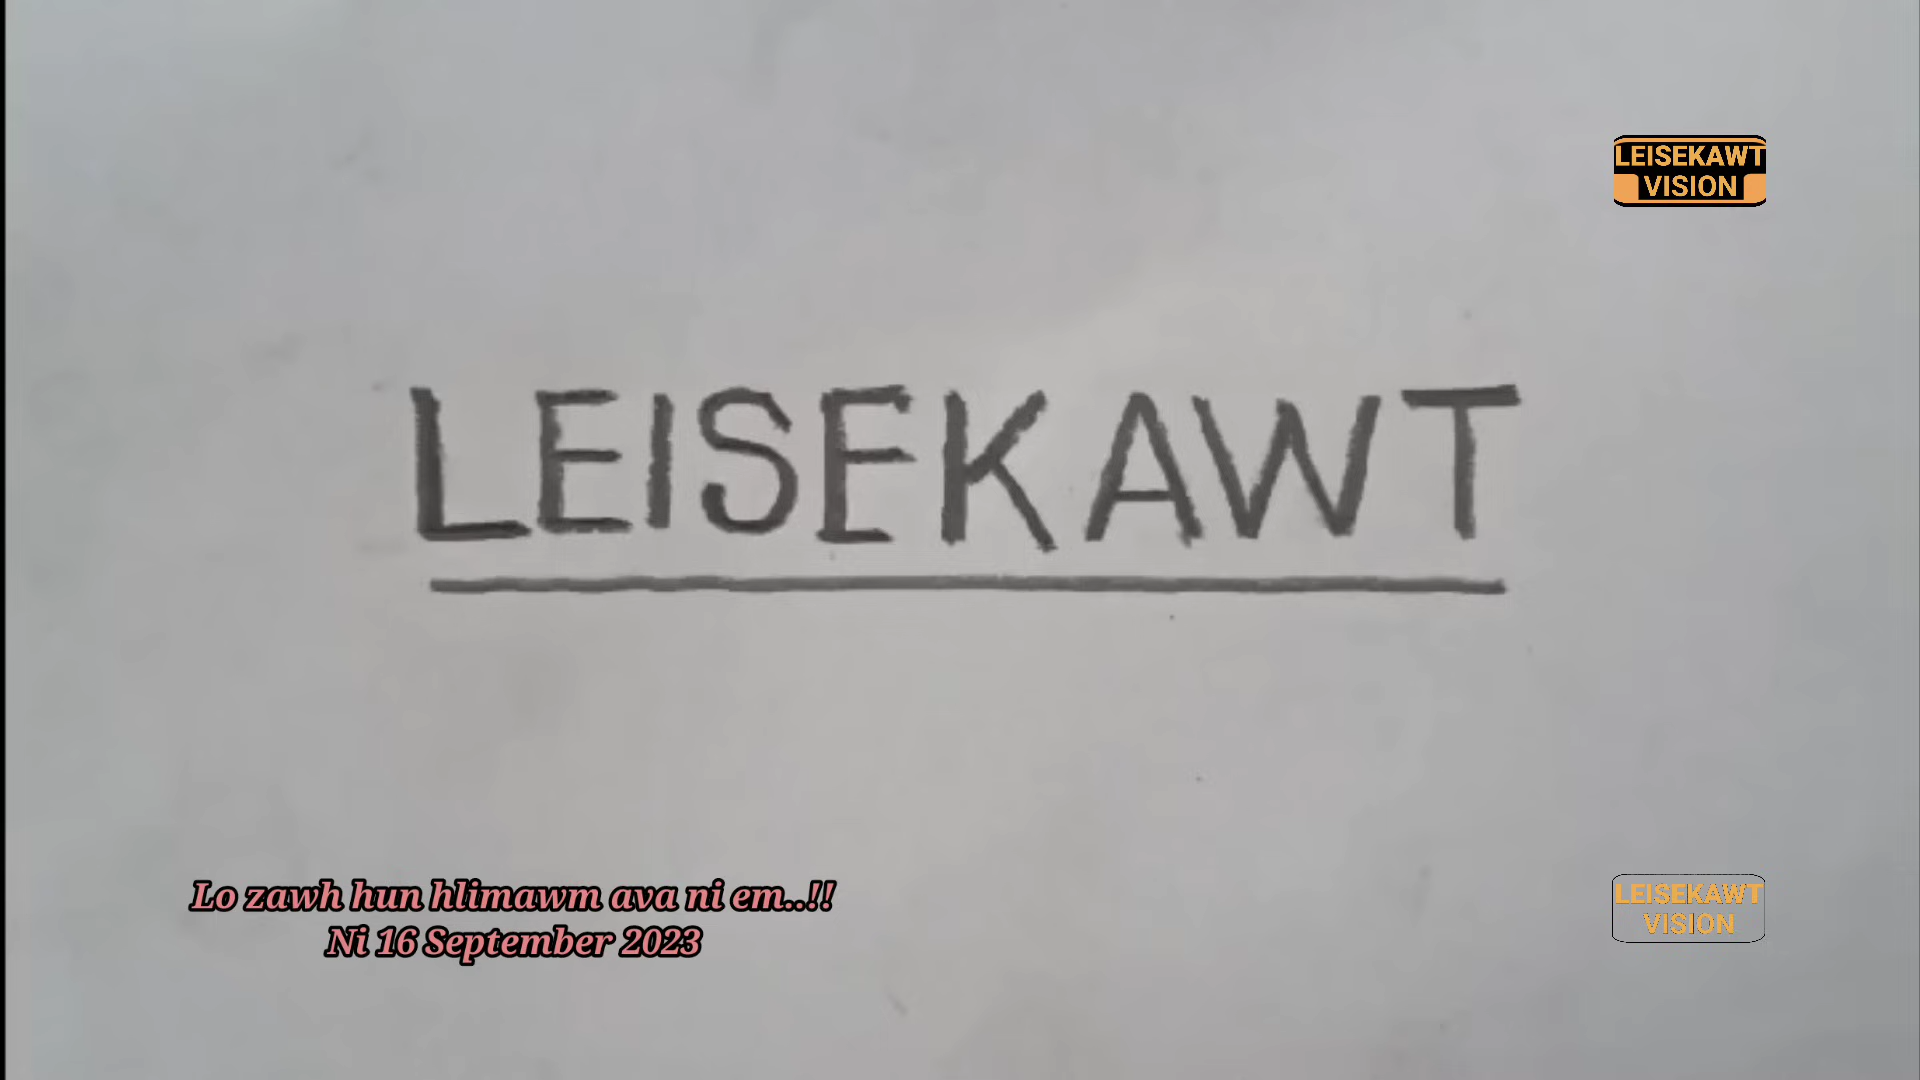 LEISEKAWT
VISION
LEISEKAWT
Lo zawh hun hlimawm ava ni em..!!
Ni 16 September 2023
LEISEKAWT
VISION